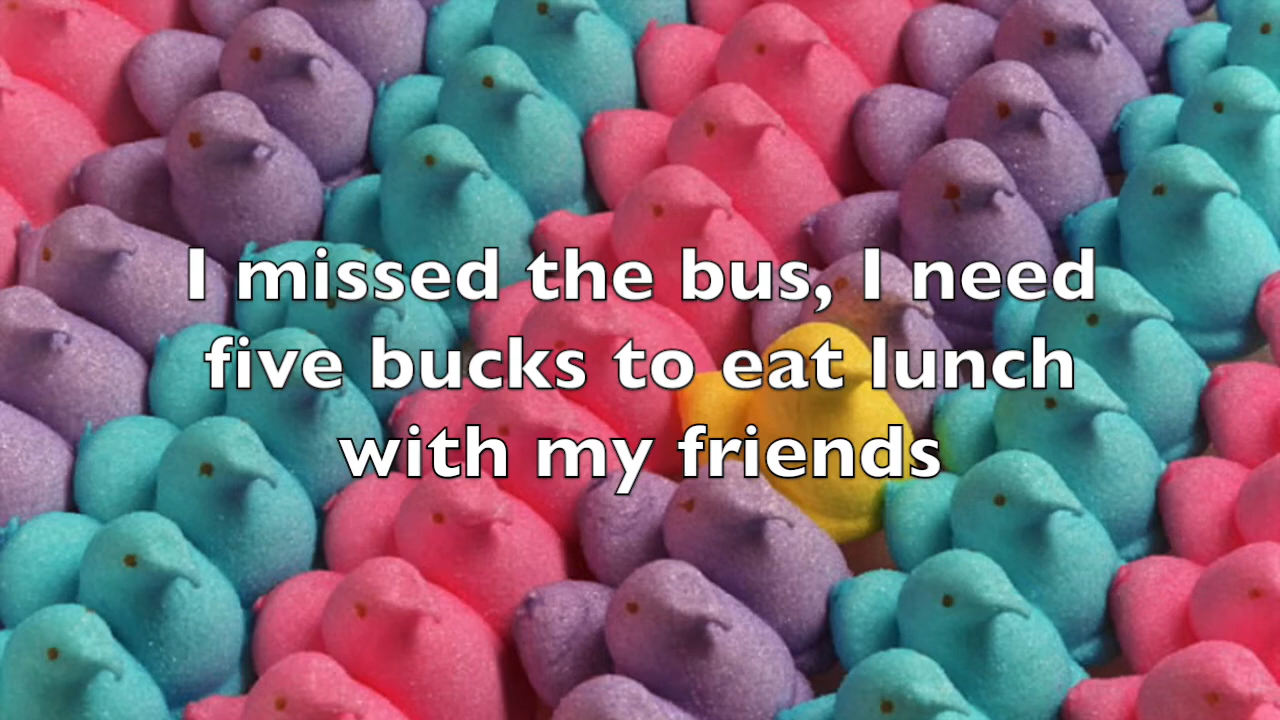 I missed the bus, I need
five bucks to eat lunch
with my friends